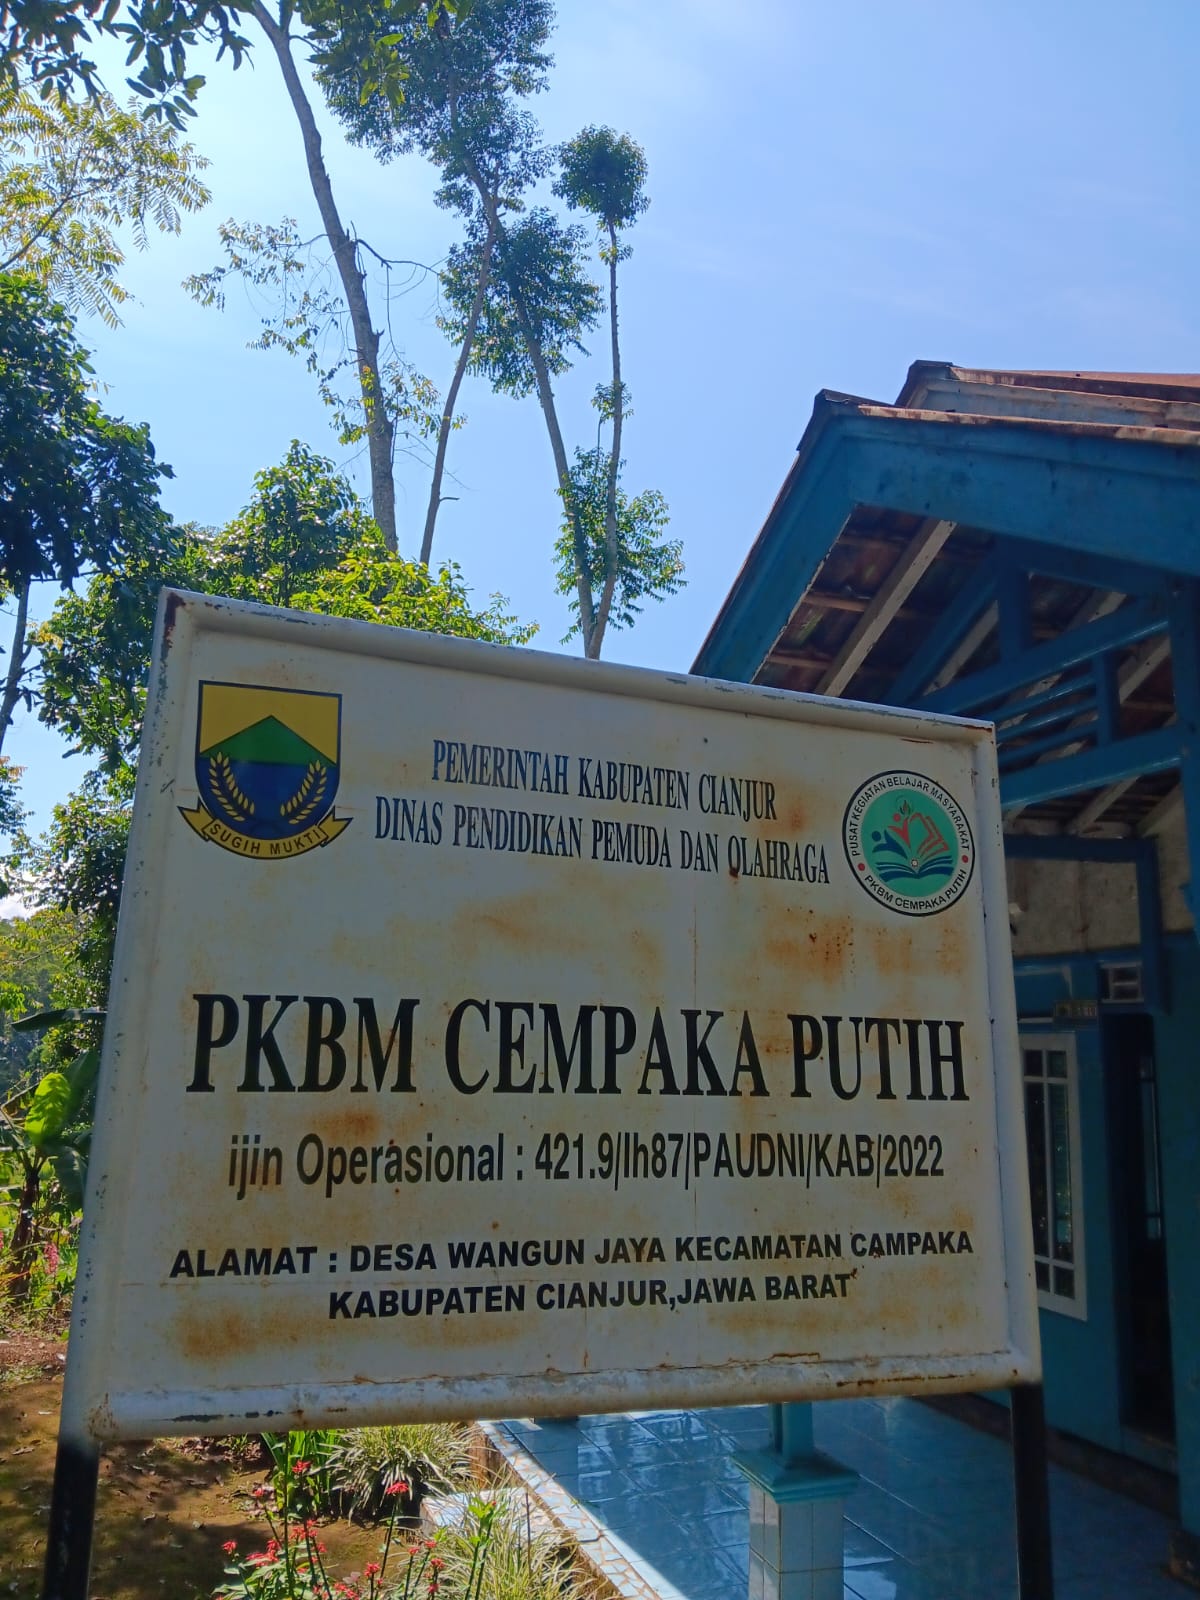 PEMERINTAH KABUPATEN CIANJUR
DINAS PENDIDIKAN PEMUDA DAN OLAHRAGA
SUGIH MUKTI
PUSAT KEGIATAN BELAJAR MASYARAKAT
PKBM CEMPAKA PUTIH
PKBM CEMPAKA PUTIH
ijin Operasional : 421.9/Ih87/PAUDNI/KAB/2022
ALAMAT : DESA WANGUN JAYA KECAMATAN CAMPAKA
KABUPATEN CIANJUR,JAWA BARAT